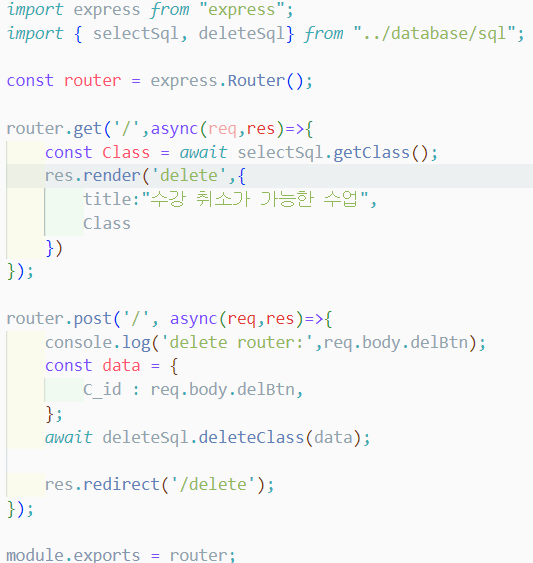 import express from "express";
import { selectSql, deleteSql} from "../database/sql";
const router = express.Router();
router.get('/',async(req,res)=>{
const Class = await selectSql.getClass();
res.render('delete',{
title:"수강 취소가 가능한 수업",
Class
})
});
router.post('/', async(req,res)=>{
console.log('delete router:',req.body.delBtn);
const data = {
C_id : req.body.delBtn,
};
await deleteSql.deleteClass(data);
res.redirect('/delete');
});
module.exports = router;